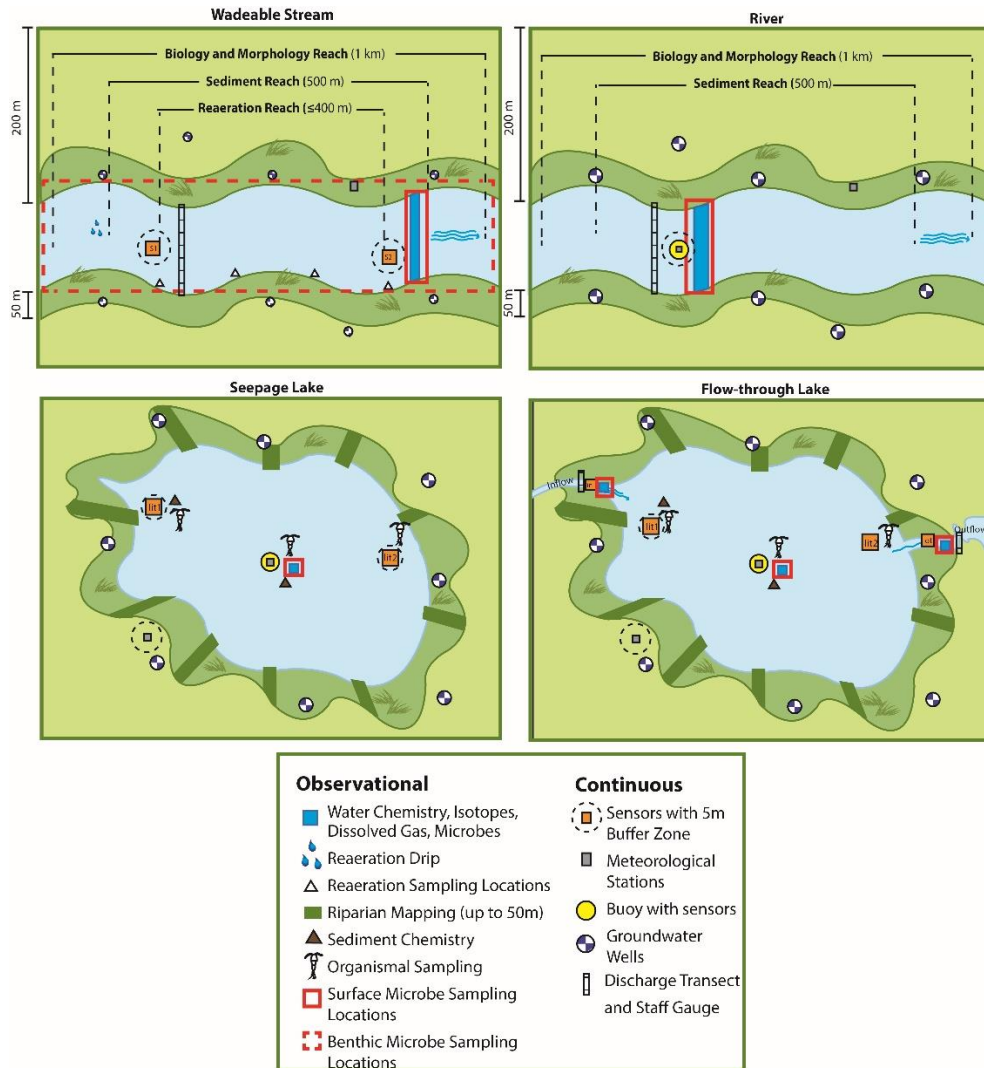 Wadeable Stream
Biology and Morphology Reach (1 km)
Sediment Reach (500 m)
Reaeration Reach (≤400 m)
200 m
50 m
S1
S2
River
Biology and Morphology Reach (1 km)
Sediment Reach (500 m)
200 m
50 m
Seepage Lake
lit1
lit2
Flow-through Lake
Inflow
lit1
lit2
ot
Outflow
Observational
Water Chemistry, Isotopes,
Dissolved Gas, Microbes
Reaeration Drip
Reaeration Sampling Locations
Riparian Mapping (up to 50m)
Sediment Chemistry
Organismal Sampling
Surface Microbe Sampling
Locations
Benthic Microbe Sampling
Locations
Continuous
Sensors with 5m
Buffer Zone
Meteorological
Stations
Buoy with sensors
Groundwater
Wells
Discharge Transect
and Staff Gauge